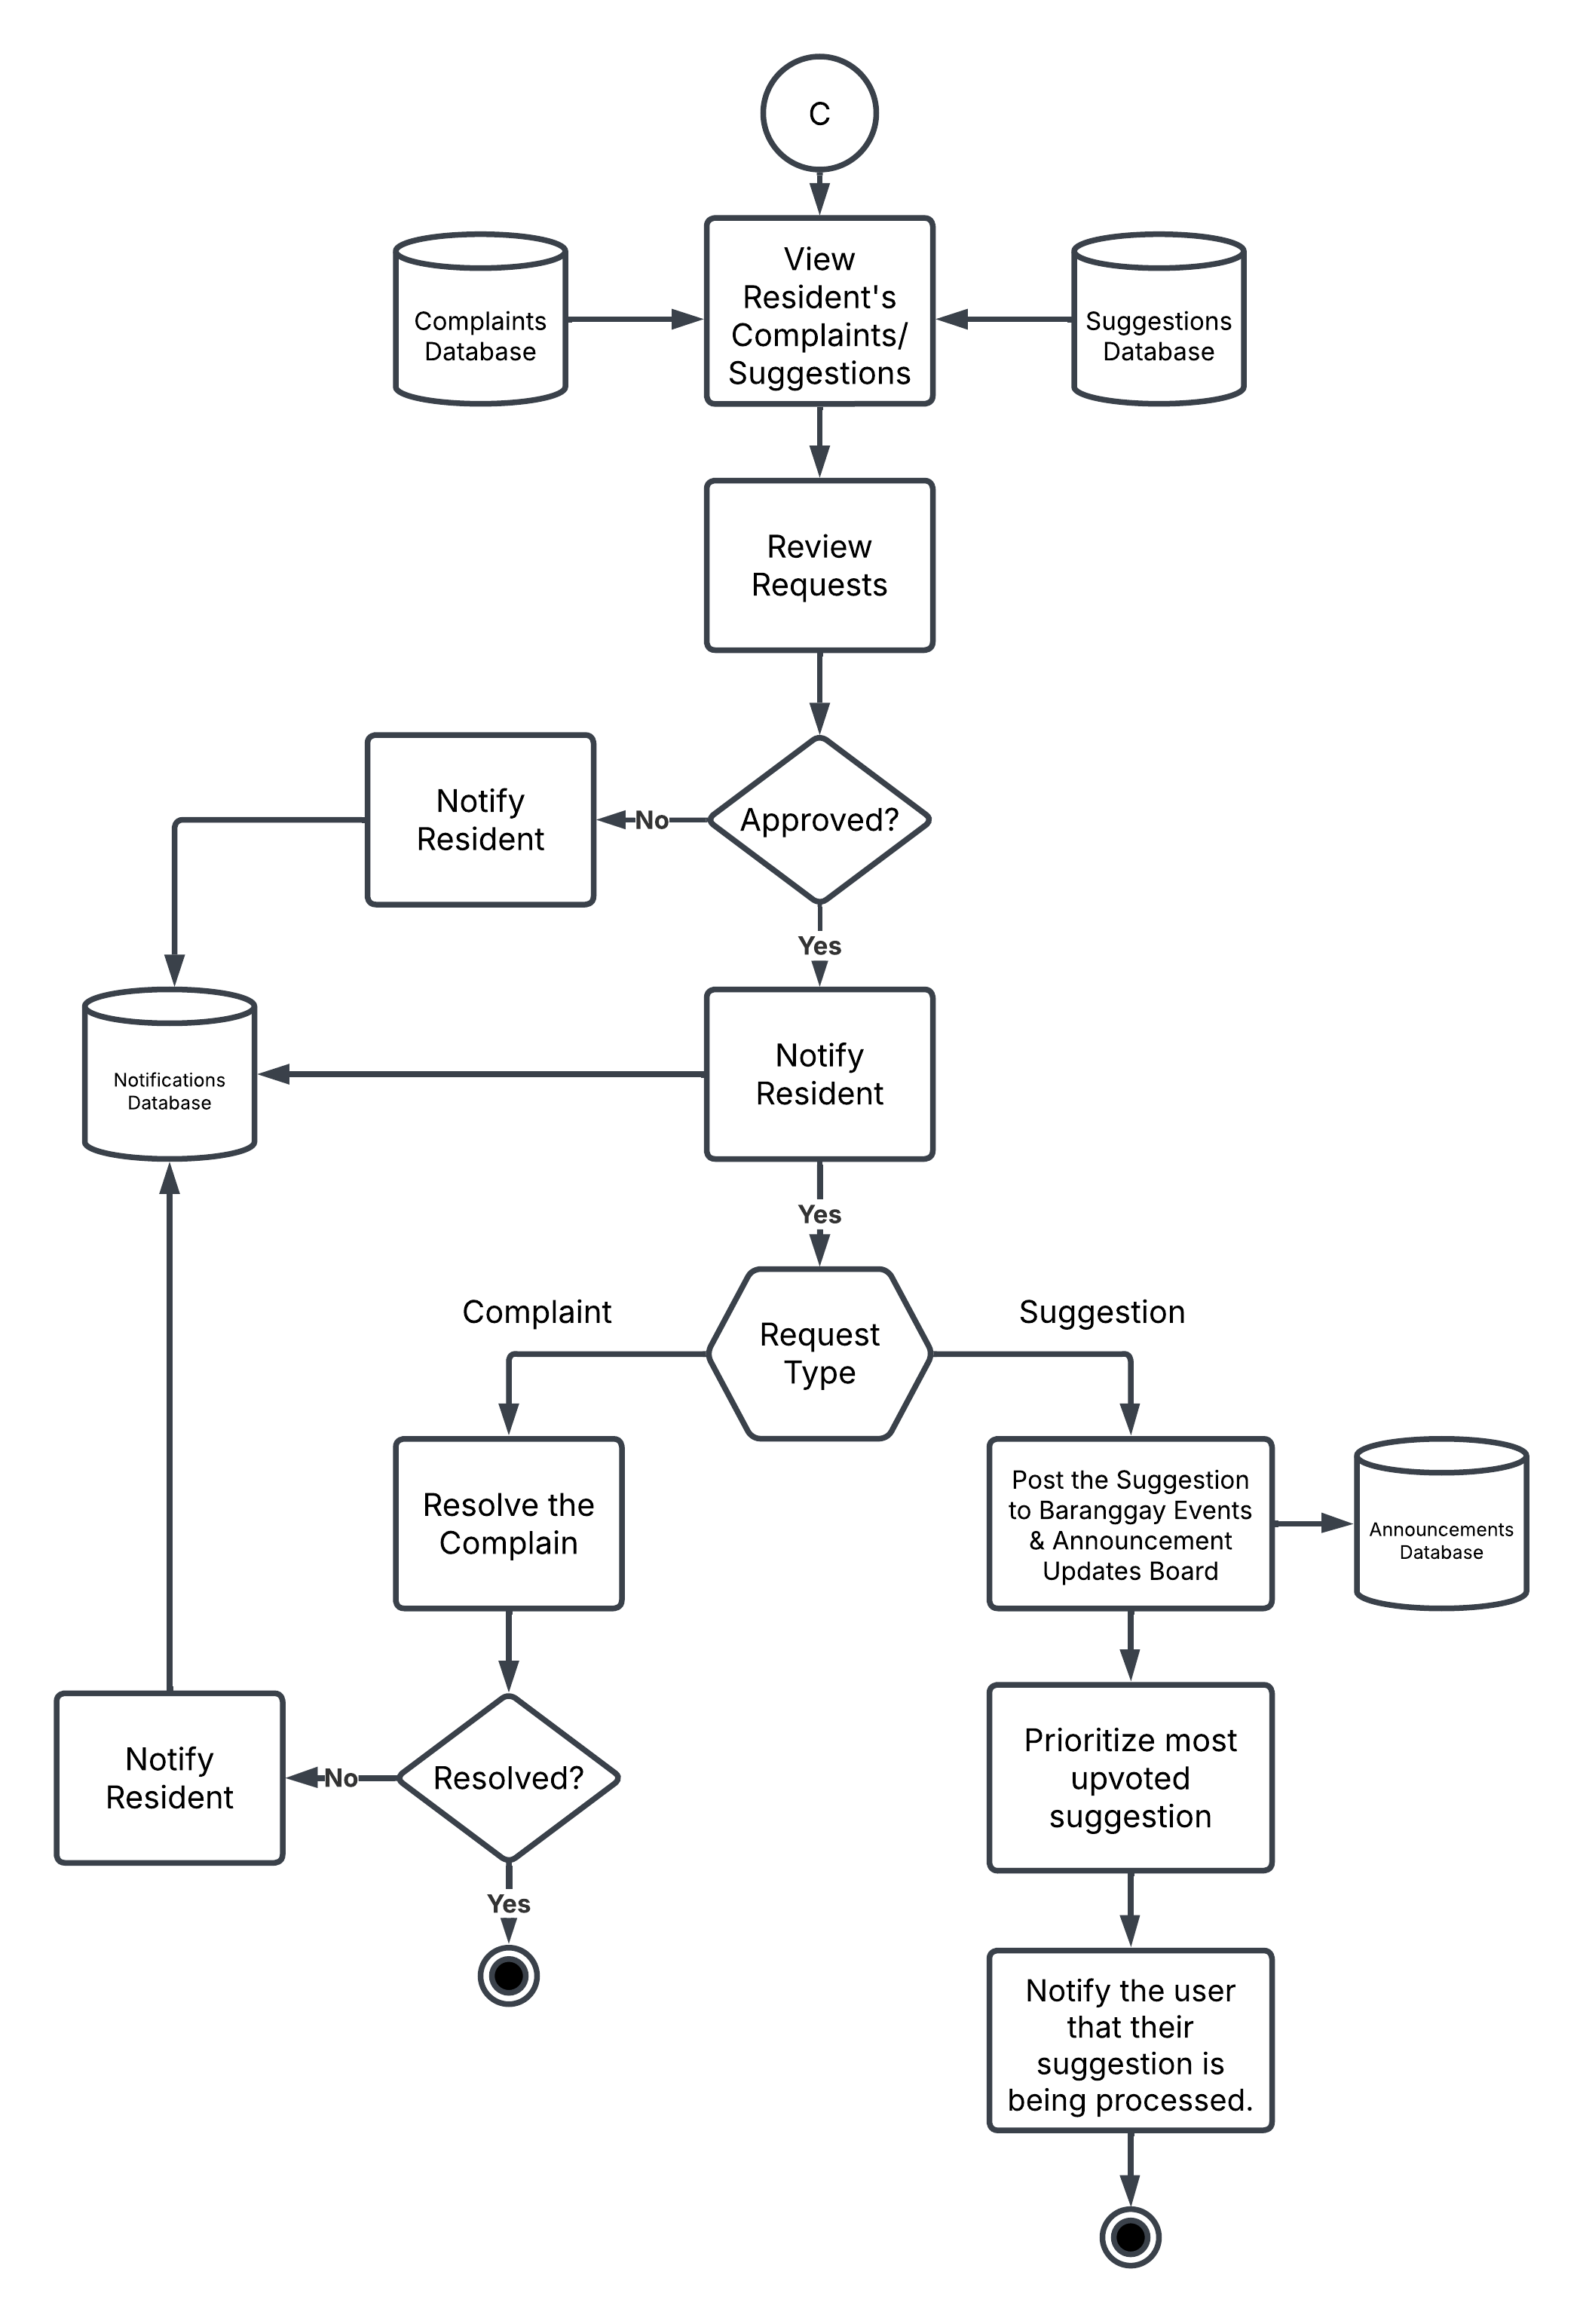 C
View
Resident's
Complaints/
Suggestions
Complaints
Database
Suggestions
Database
Review
Requests
Approved?
No
Notify
Resident
Yes
Notify
Resident
Notifications
Database
Yes
Request
Type
Complaint
Suggestion
Resolve the
Complain
Post the Suggestion
to Baranggay Events
& Announcement
Updates Board
Announcements
Database
Resolved?
No
Notify
Resident
Yes
Prioritize most
upvoted
suggestion
Notify the user
that their
suggestion is
being processed.